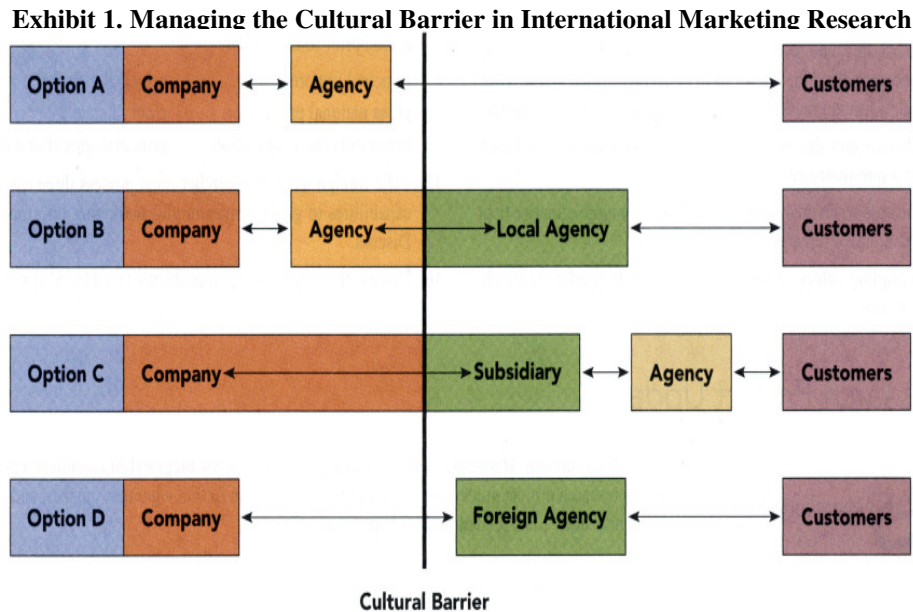 Exhibit 1. Managing the Cultural Barrier in International Marketing Research
Option A Company Agency Customers
Option B Company Agency Local Agency Customers
Option C Company Subsidiary Agency Customers
Option D Company Foreign Agency Customers
Cultural Barrier